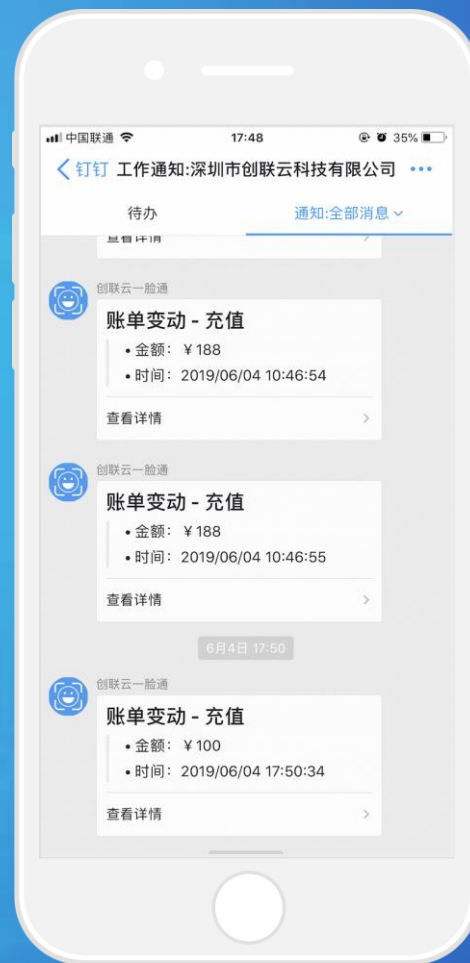 中国联通 17:48 35%
钉钉 工作通知:深圳市创联云科技有限公司
待办 通知:全部消息
查看详情
创联云一脸通
账单变动 - 充值
• 金额: ¥188
• 时间: 2019/06/04 10:46:54
查看详情
创联云一脸通
账单变动 - 充值
• 金额: ¥188
• 时间: 2019/06/04 10:46:55
查看详情
6月4日 17:50
创联云一脸通
账单变动 - 充值
• 金额: ¥100
• 时间: 2019/06/04 17:50:34
查看详情